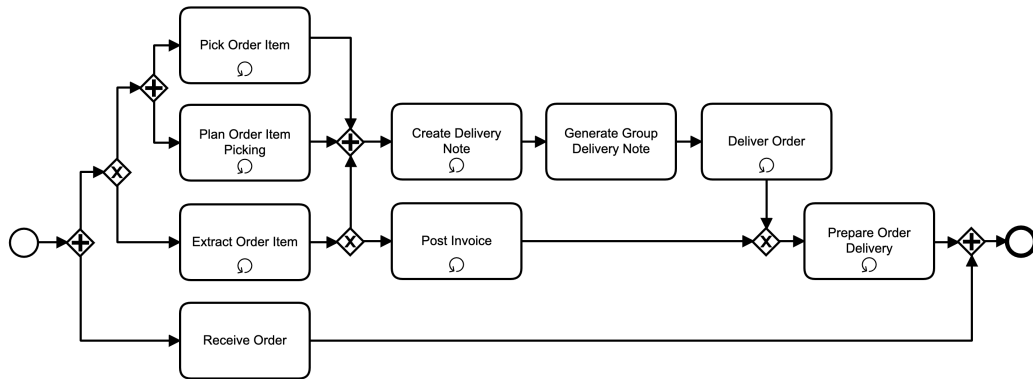 Pick Order Item
Plan Order Item
Picking
Create Delivery
Note
Generate Group
Delivery Note
Deliver Order
Extract Order Item
Post Invoice
Prepare Order
Delivery
Receive Order